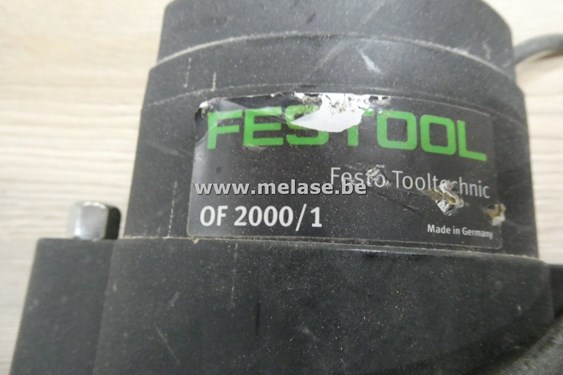 FESTOOL
Festo Tooltechnic
www.melase.be
OF 2000/1
Made in Germany